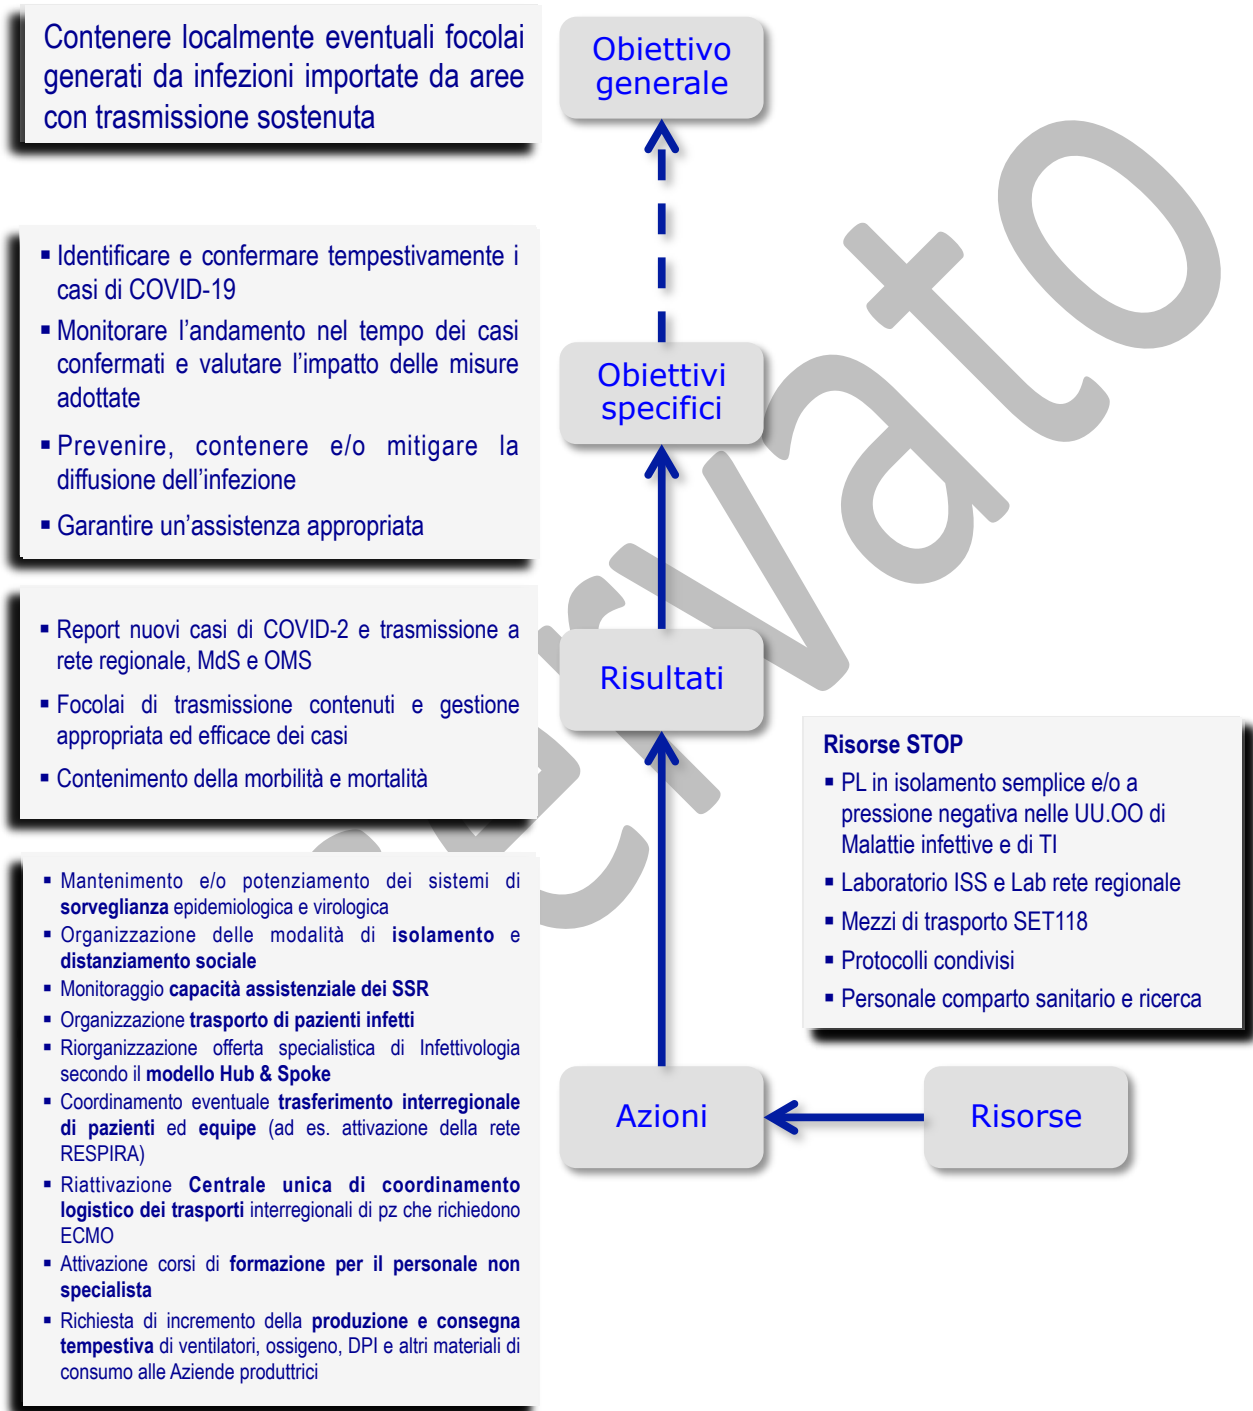 Contenere localmente eventuali focolai
generati da infezioni importate da aree
con trasmissione sostenuta
Obiettivo
generale
▪ Identificare e confermare tempestivamente i
casi di COVID-19
▪ Monitorare l’andamento nel tempo dei casi
confermati e valutare l’impatto delle misure
adottate
▪ Prevenire, contenere e/o mitigare la
diffusione dell’infezione
▪ Garantire un’assistenza appropriata
Obiettivi
specifici
▪ Report nuovi casi di COVID-2 e trasmissione a
rete regionale, MdS e OMS
▪ Focolai di trasmissione contenuti e gestione
appropriata ed efficace dei casi
▪ Contenimento della morbilità e mortalità
Risultati
Risorse STOP
▪ PL in isolamento semplice e/o a
pressione negativa nelle UU.OO di
Malattie infettive e di TI
▪ Laboratorio ISS e Lab rete regionale
▪ Mezzi di trasporto SET118
▪ Protocolli condivisi
▪ Personale comparto sanitario e ricerca
▪ Mantenimento e/o potenziamento dei sistemi di
sorveglianza epidemiologica e virologica
▪ Organizzazione delle modalità di isolamento e
distanziamento sociale
▪ Monitoraggio capacità assistenziale dei SSR
▪ Organizzazione trasporto di pazienti infetti
▪ Riorganizzazione offerta specialistica di Infettivologia
secondo il modello Hub & Spoke
▪ Coordinamento eventuale trasferimento interregionale
di pazienti ed equipe (ad es. attivazione della rete
RESPIRA)
▪ Riattivazione Centrale unica di coordinamento
logistico dei trasporti interregionali di pz che richiedono
ECMO
▪ Attivazione corsi di formazione per il personale non
specialista
▪ Richiesta di incremento della produzione e consegna
tempestiva di ventilatori, ossigeno, DPI e altri materiali di
consumo alle Aziende produttrici
Azioni
Risorse
ervato